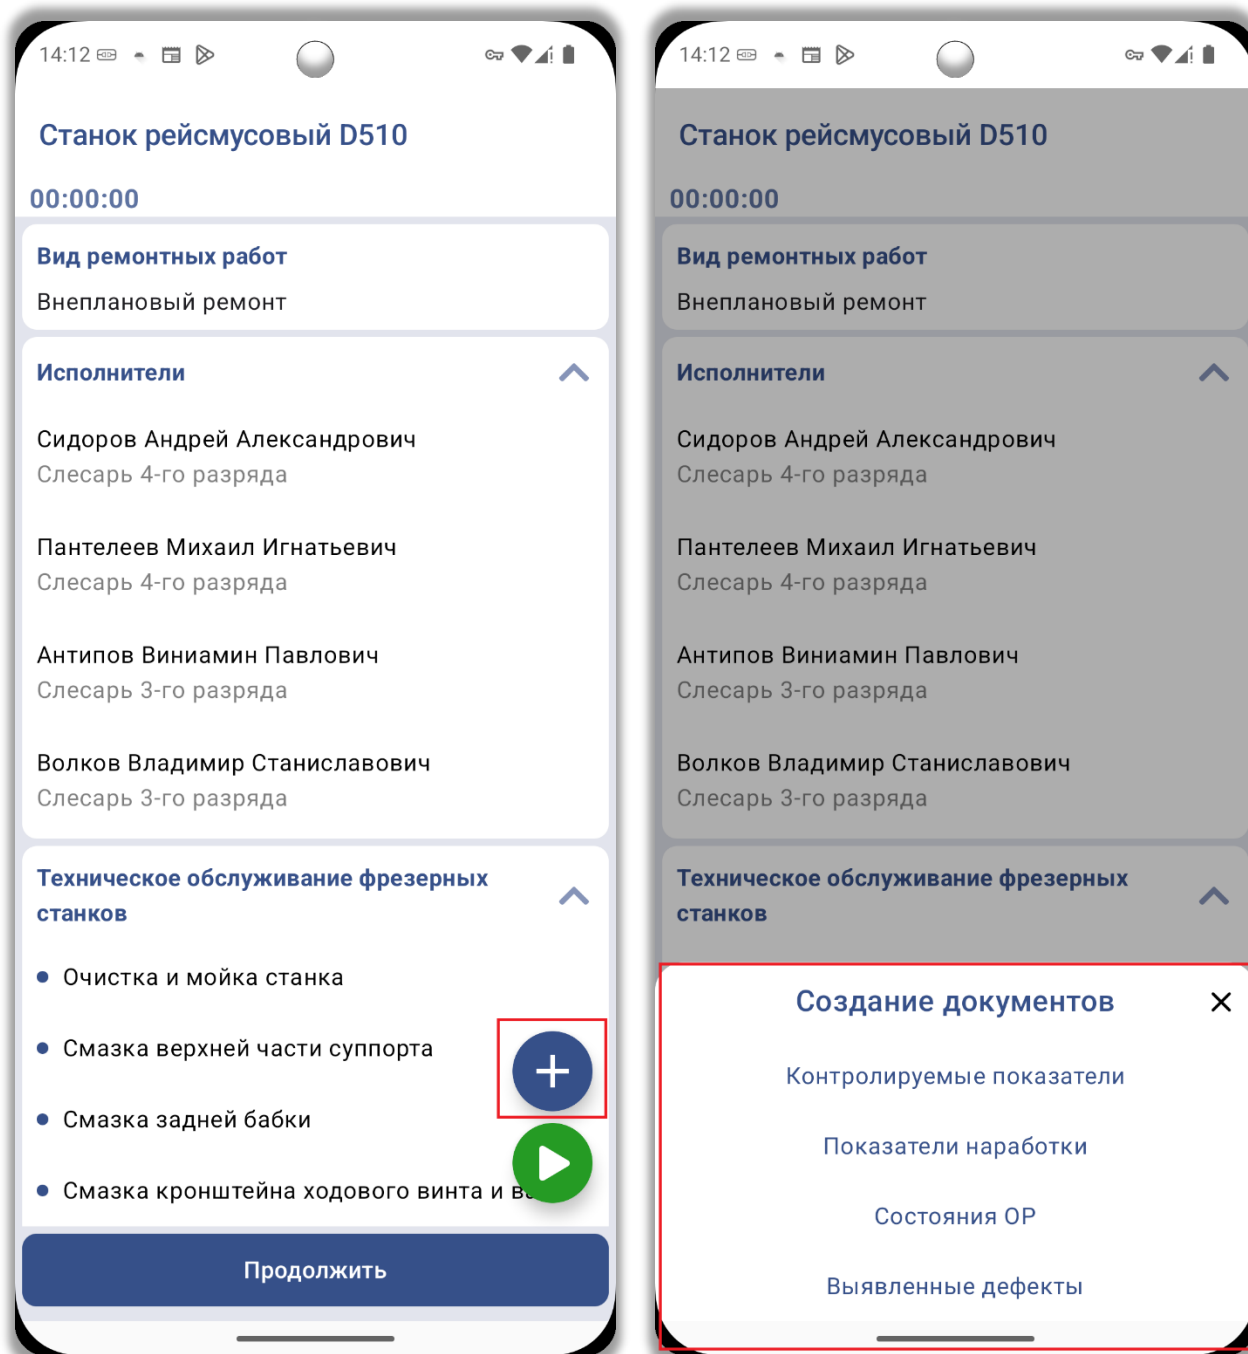 14:12
Станок рейсмусовый D510
00:00:00
Вид ремонтных работ
Внеплановый ремонт
Исполнители
Сидоров Андрей Александрович
Слесарь 4-го разряда
Пантелеев Михаил Игнатьевич
Слесарь 4-го разряда
Антипов Виниамин Павлович
Слесарь 3-го разряда
Волков Владимир Станиславович
Слесарь 3-го разряда
Техническое обслуживание фрезерных
станков
Очистка и мойка станка
Смазка верхней части суппорта
Смазка задней бабки
Смазка кронштейна ходового винта и
Продолжить
14:12
Станок рейсмусовый D510
00:00:00
Вид ремонтных работ
Внеплановый ремонт
Исполнители
Сидоров Андрей Александрович
Слесарь 4-го разряда
Пантелеев Михаил Игнатьевич
Слесарь 4-го разряда
Антипов Виниамин Павлович
Слесарь 3-го разряда
Волков Владимир Станиславович
Слесарь 3-го разряда
Техническое обслуживание фрезерных
станков
Создание документов
Контролируемые показатели
Показатели наработки
Состояния ОР
Выявленные дефекты